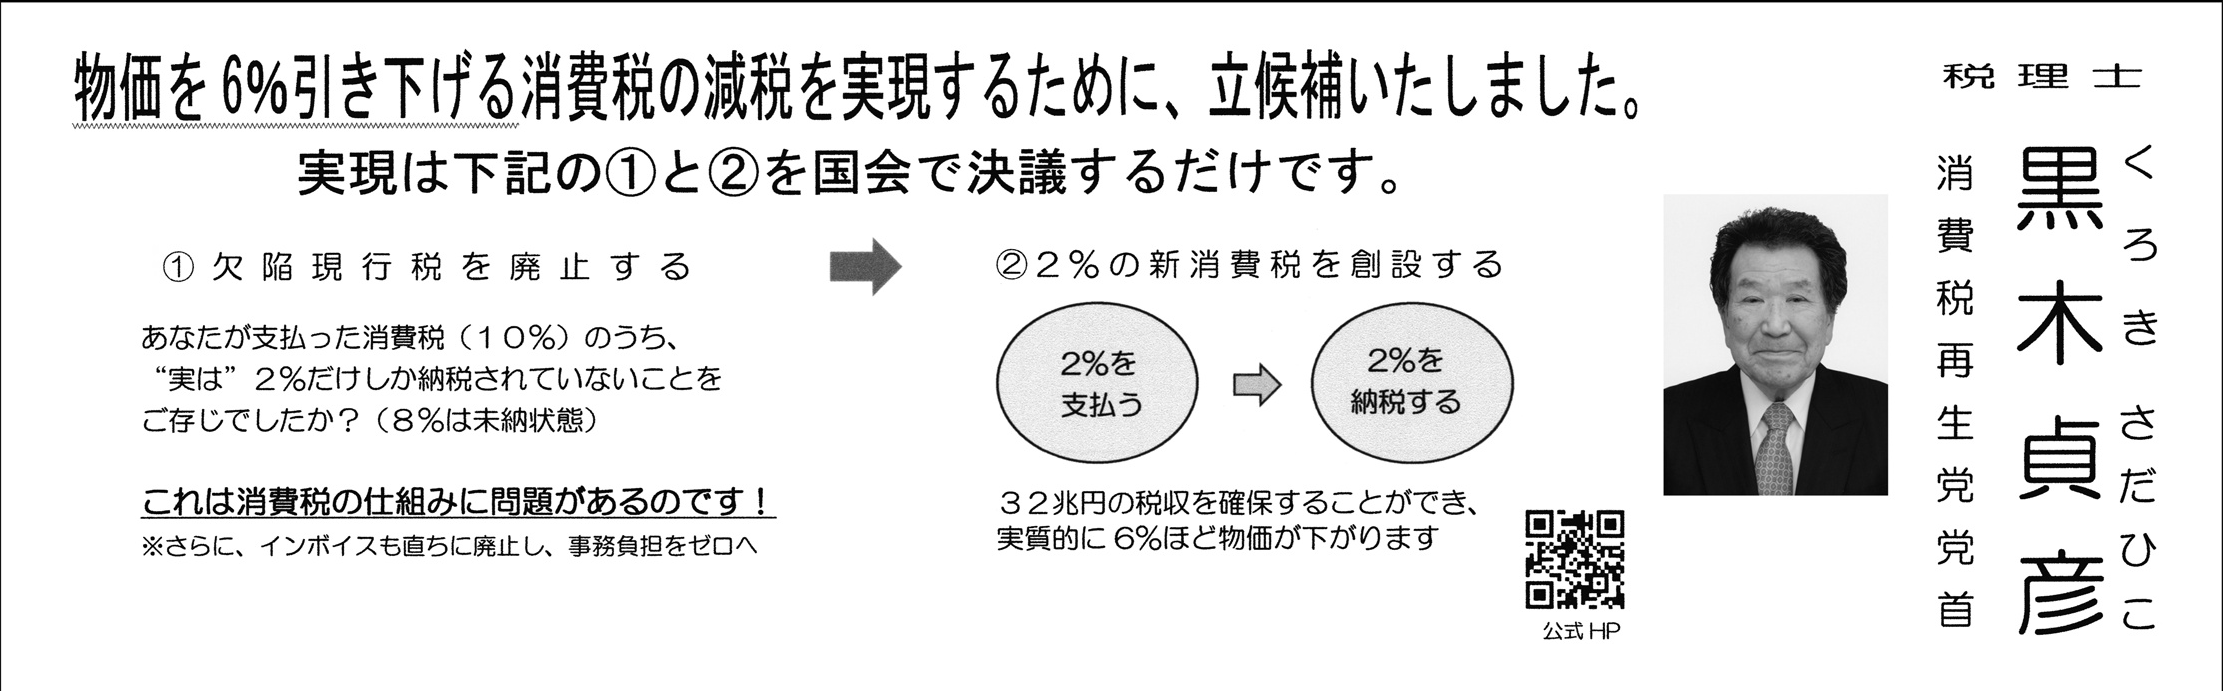 税理士
くろき さだひこ
黒木貞彦
消費税再生党党首
物価を6%引き下げる消費税の減税を実現するために、立候補いたしました。
実現は下記の①と②を国会で決議するだけです。
①欠陥現行税を廃止する
あなたが支払った消費税（１０％）のうち、
“実は”２％だけしか納税されていないことを
ご存じでしたか？（８％は未納状態）
これは消費税の仕組みに問題があるのです！
※さらに、インボイスも直ちに廃止し、事務負担をゼロへ
②２％の新消費税を創設する
2%を
支払う
2%を
納税する
３２兆円の税収を確保することができ、
実質的に6%ほど物価が下がります
公式HP